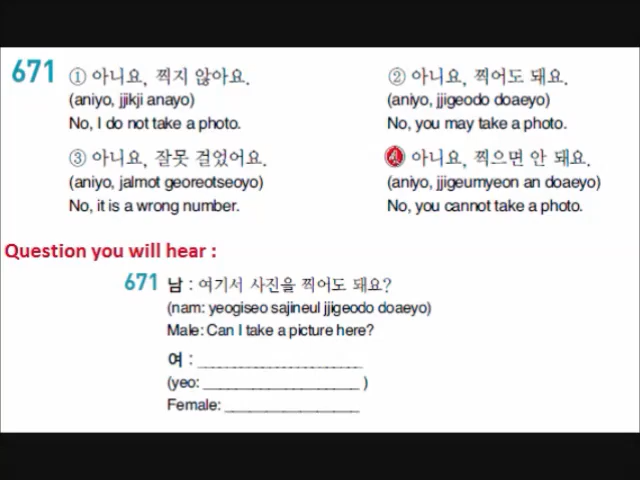 671 ① 아니요, 찍지 않아요. ② 아니요, 찍어도 돼요.
(aniyo, jjikji anayo) (aniyo, jjigeodo doaeyo)
No, I do not take a photo. No, you may take a photo.
③ 아니요, 잘못 걸었어요. ④ 아니요, 찍으면 안 돼요.
(aniyo, jalmot georeotseoyo) (aniyo, jjigeumyeon an doaeyo)
No, it is a wrong number. No, you cannot take a photo.
Question you will hear :
671 남 : 여기서 사진을 찍어도 돼요?
(nam: yeogiseo sajineul jjigeodo doaeyo)
Male: Can I take a picture here?
여 : ______________________
(yeo: ____________________ )
Female: _________________